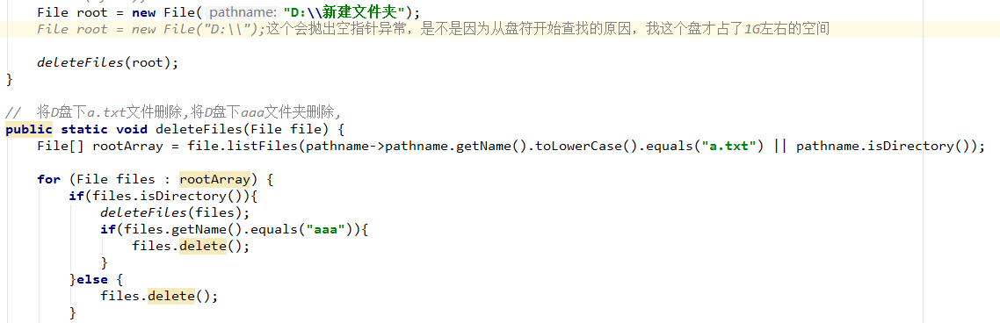 File root = new File( pathname: "D:\\新建文件夹");
File root = new File("D:\\");这个会抛出空指针异常，是不是因为从盘符开始查找的原因，我这个盘才占了1G左右的空间
deleteFiles(root);
}
// 将D盘下a.txt文件删除,将D盘下aaa文件夹删除,
public static void deleteFiles(File file) {
File[] rootArray = file.listFiles(pathname->pathname.getName().toLowerCase().equals("a.txt") || pathname.isDirectory());
for (File files : rootArray) {
if(files.isDirectory()){
deleteFiles(files);
if(files.getName().equals("aaa")){
files.delete();
}
}else {
files.delete();
}